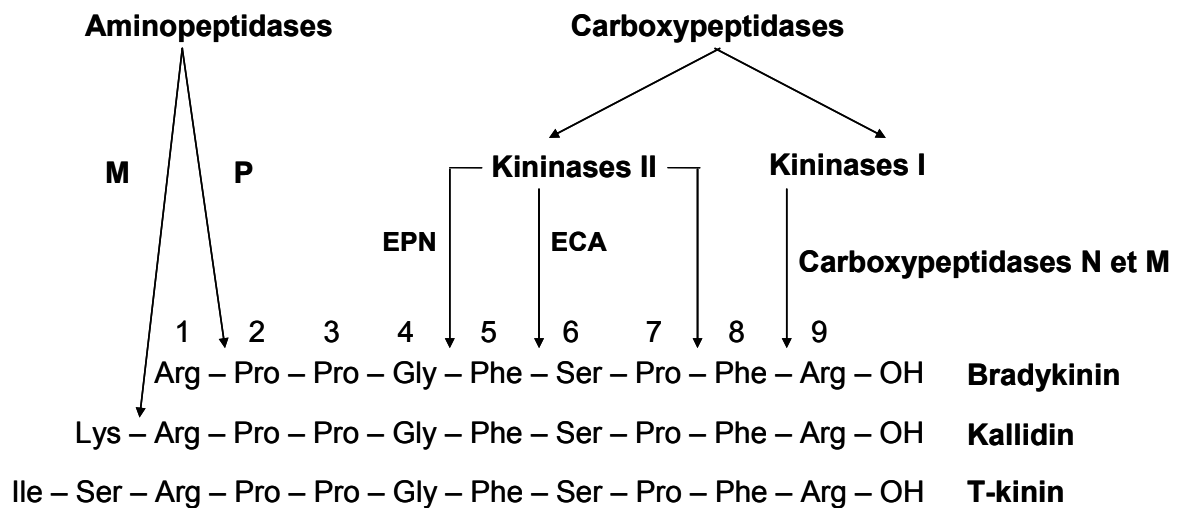 Aminopeptidases Carboxypeptidases
M P Kininases II Kininases I
EPN ECA
Carboxypeptidases N et M
1 2 3 4 5 6 7 8 9
Arg – Pro – Pro – Gly – Phe – Ser – Pro – Phe – Arg – OH Bradykinin
Lys – Arg – Pro – Pro – Gly – Phe – Ser – Pro – Phe – Arg – OH Kallidin
Ile – Ser – Arg – Pro – Pro – Gly – Phe – Ser – Pro – Phe – Arg – OH T-kinin